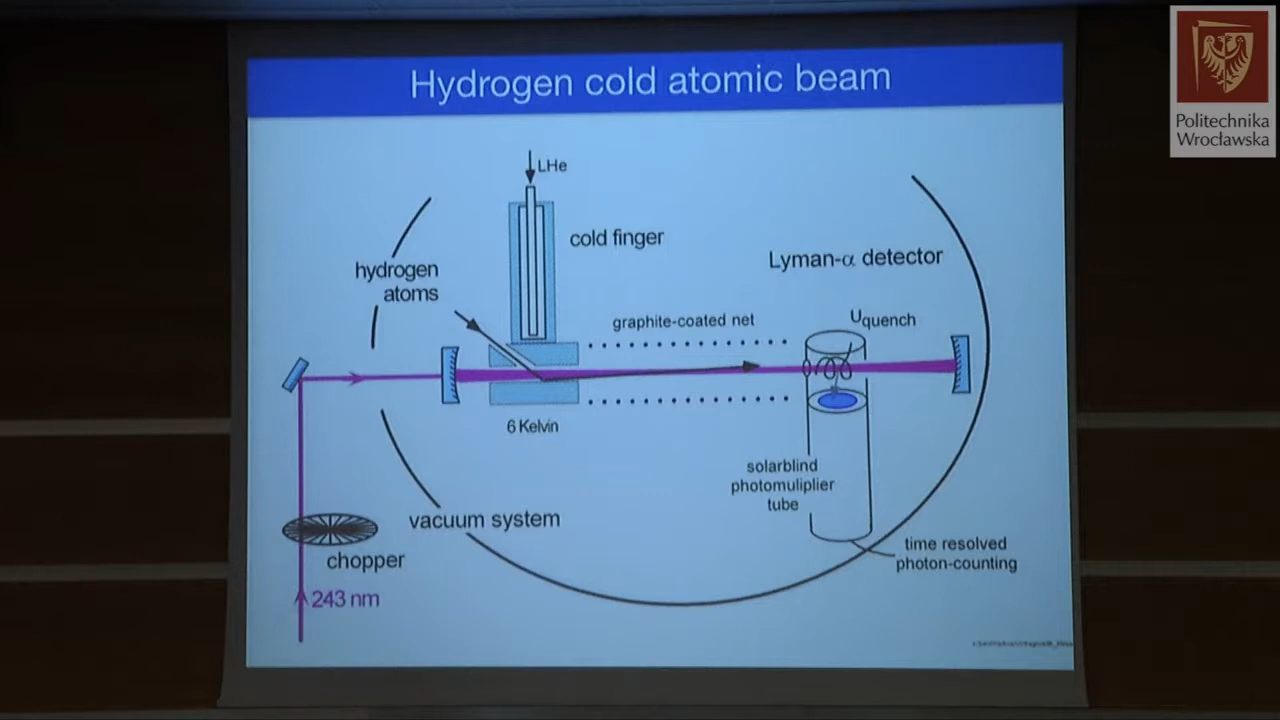 Hydrogen cold atomic beam
Politechnika
Wrocławska
LHe
cold finger
hydrogen
atoms
Lyman-α detector
graphite-coated net
Uquench
6 Kelvin
solarblind
photomuliplier
tube
vacuum system
chopper
time resolved
photon-counting
243 nm